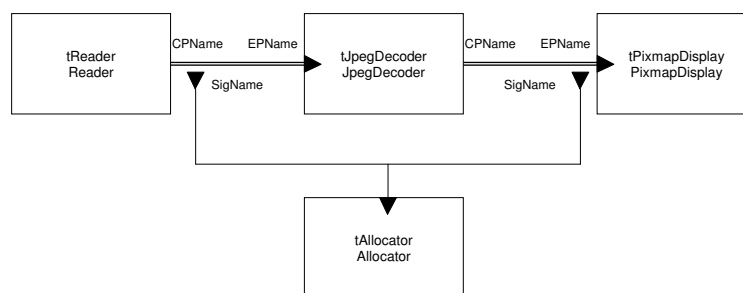 tReader
Reader
CPName
EPName
SigName
tJpegDecoder
JpegDecoder
CPName
EPName
SigName
tPixmapDisplay
PixmapDisplay
tAllocator
Allocator